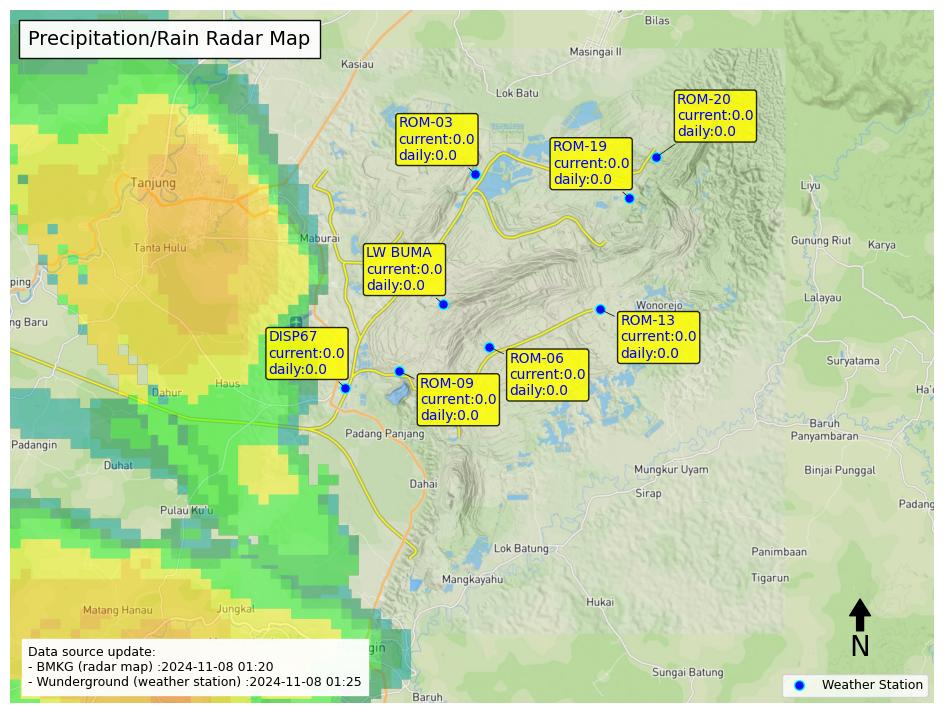 Precipitation/Rain Radar Map
Bilas
Masingai II
Kasiau
Lok Batu
ROM-20
current:0.0
daily:0.0
ROM-03
current:0.0
daily:0.0
ROM-19
current:0.0
daily:0.0
Tanjung
Liyu
Maburai
Tanta Hulu
Gunung Riut
Karya
LW BUMA
current:0.0
daily:0.0
ping
Lalayau
Wonorejo
ng Baru
ROM-13
current:0.0
daily:0.0
DISP67
current:0.0
daily:0.0
ROM-06
current:0.0
daily:0.0
Suryatama
Haus
Dahur
ROM-09
current:0.0
daily:0.0
Ha'
Baruh
Panyambaran
Padang Panjang
Padangin
Duhat
Mungkur Uyam
Binjai Punggal
Dahai
Sirap
Padang
Pulau Ku'u
Lok Batung
Panimbaan
Mangkayahu
Tigarun
Hukai
Matang Hanau
Jungkal
N
gin
Data source update:
- BMKG (radar map) :2024-11-08 01:20
- Wunderground (weather station) :2024-11-08 01:25
Sungai Batung
Weather Station
Baruh